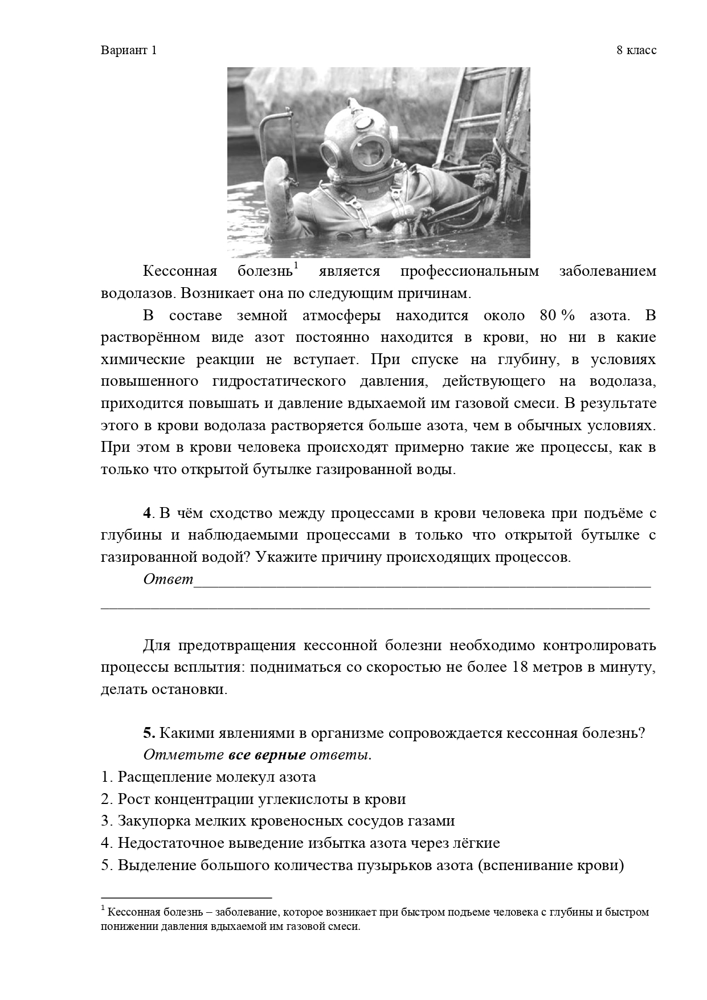 Вариант 1
8 класс
Кессонная болезнь1 является профессиональным заболеванием
водолазов. Возникает она по следующим причинам.
В составе земной атмосферы находится около 80 % азота. В
растворённом виде азот постоянно находится в крови, но ни в какие
химические реакции не вступает. При спуске на глубину, в условиях
повышенного гидростатического давления, действующего на водолаза,
приходится повышать и давление вдыхаемой им газовой смеси. В результате
этого в крови водолаза растворяется больше азота, чем в обычных условиях.
При этом в крови человека происходят примерно такие же процессы, как в
только что открытой бутылке газированной воды.
4. В чём сходство между процессами в крови человека при подъёме с
глубины и наблюдаемыми процессами в только что открытой бутылке с
газированной водой? Укажите причину происходящих процессов.
Ответ
Для предотвращения кессонной болезни необходимо контролировать
процессы всплытия: подниматься со скоростью не более 18 метров в минуту,
делать остановки.
5. Какими явлениями в организме сопровождается кессонная болезнь?
Отметьте все верные ответы.
1. Расщепление молекул азота
2. Рост концентрации углекислоты в крови
3. Закупорка мелких кровеносных сосудов газами
4. Недостаточное выведение избытка азота через лёгкие
5. Выделение большого количества пузырьков азота (вспенивание крови)
1 Кессонная болезнь – заболевание, которое возникает при быстром подъеме человека с глубины и быстром
понижении давления вдыхаемой им газовой смеси.